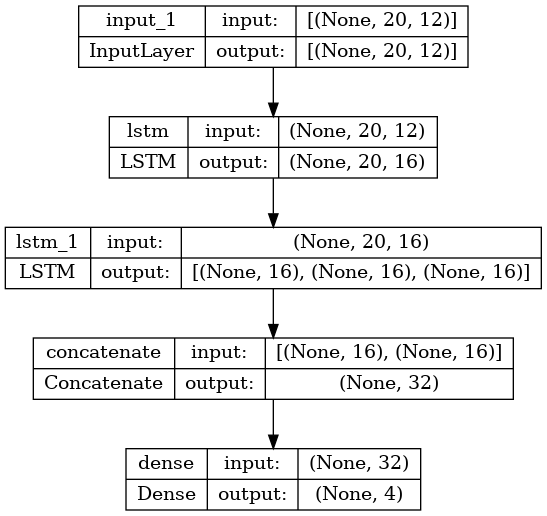 input_1 input: [(None, 20, 12)]
InputLayer output: [(None, 20, 12)]
lstm input: (None, 20, 12)
LSTM output: (None, 20, 16)
lstm_1 input: (None, 20, 16)
LSTM output: [(None, 16), (None, 16), (None, 16)]
concatenate input: [(None, 16), (None, 16)]
Concatenate output: (None, 32)
dense input: (None, 32)
Dense output: (None, 4)